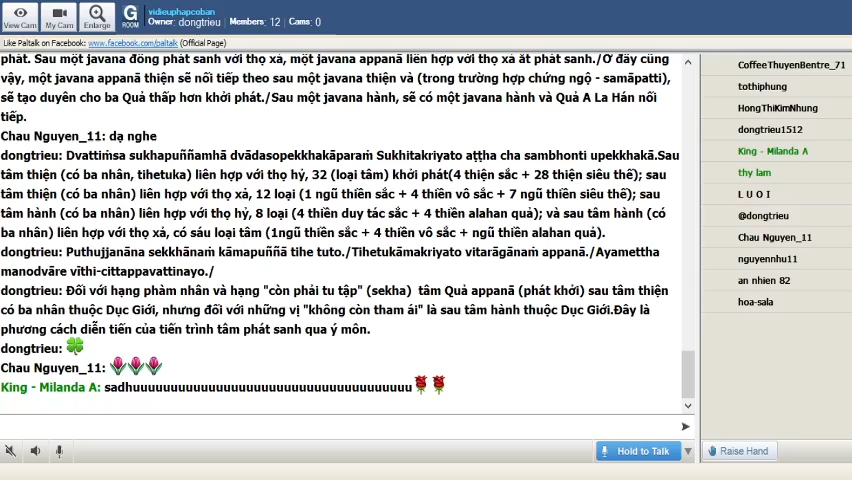 vidieuphapcoban
Owner: dongtrieu Members: 12 Cams: 0
View Cam
My Cam
Enlarge
G
ROOM
Like Paltalk on Facebook: www.facebook.com/paltalk (Official Page)
phát. Sau một javana đồng phát sanh với thọ xả, một javana appanā liên hợp với thọ xả ắt phát sanh./Ở đây cũng
vậy, một javana appanā thiện sẽ nối tiếp theo sau một javana thiện và (trong trường hợp chứng ngộ - samāpatti),
sẽ tạo duyên cho ba Quả thấp hơn khởi phát./Sau một javana hành, sẽ có một javana hành và Quả A La Hán nối
tiếp.
Chau Nguyen_11: dạ nghe
dongtrieu: Dvattiṁsa sukhapuññamhā dvādasopekkhakāparaṁ Sukhitakriyato aṭṭha cha sambhonti upekkhakā.Sau
tâm thiện (có ba nhân, tihetuka) liên hợp với thọ hỷ, 32 (loại tâm) khởi phát(4 thiện sắc + 28 thiện siêu thế); sau
tâm thiện (có ba nhân) liên hợp với thọ xả, 12 loại (1 ngũ thiền sắc + 4 thiền vô sắc + 7 ngũ thiền siêu thế); sau
tâm hành (có ba nhân) liên hợp với thọ hỷ, 8 loại (4 thiền duy tác sắc + 4 thiền alahan quả); và sau tâm hành (có
ba nhân) liên hợp với thọ xả, có sáu loại tâm (1ngũ thiền sắc + 4 thiền vô sắc + ngũ thiền alahan quả).
dongtrieu: Puthujjanāna sekkhānaṁ kāmapuññā tihe tuto./Tihetukāmakriyato vitarāgānaṁ appanā./Ayamettha
manodvāre vīthi-cittappavattinayo./
dongtrieu: Đối với hạng phàm nhân và hạng "còn phải tu tập" (sekha) tâm Quả appanā (phát khởi) sau tâm thiện
có ba nhân thuộc Dục Giới, nhưng đối với những vị "không còn tham ái" là sau tâm hành thuộc Dục Giới.Đây là
phương cách diễn tiến của tiến trình tâm phát sanh qua ý môn.
dongtrieu:
Chau Nguyen_11:
King - Milanda A: sadhuuuuuuuuuuuuuuuuuuuuuuuuuuuuuuuuuuuuu
Hold to Talk
CoffeeThuyenBentre_71
tothiphung
HongThiKimNhung
dongtrieu1512
King - Milanda A
thy lam
L U O I
@dongtrieu
Chau Nguyen_11
nguyennhu11
an nhien 82
hoa-sala
Raise Hand